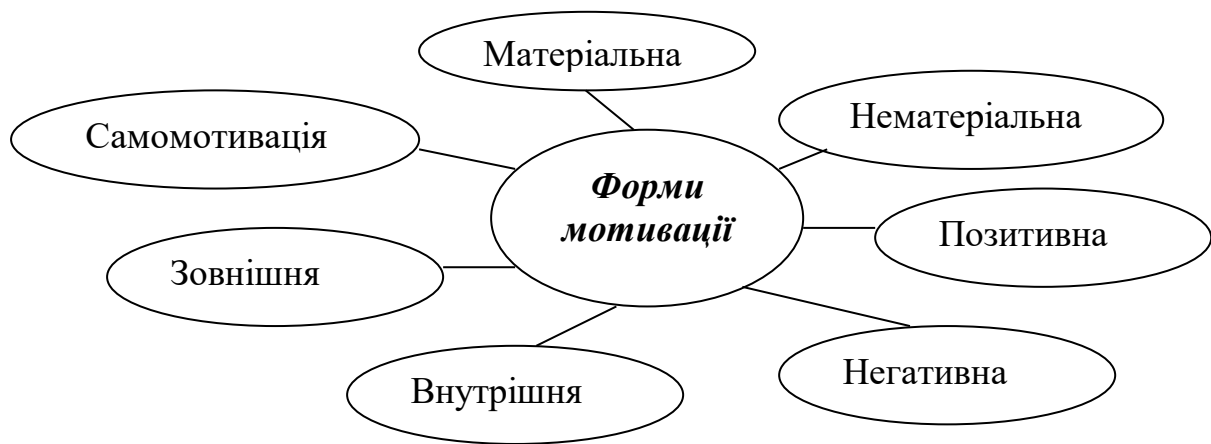 Матеріальна
Нематеріальна
Самомотивація
Форми
мотивації
Позитивна
Зовнішня
Негативна
Внутрішня